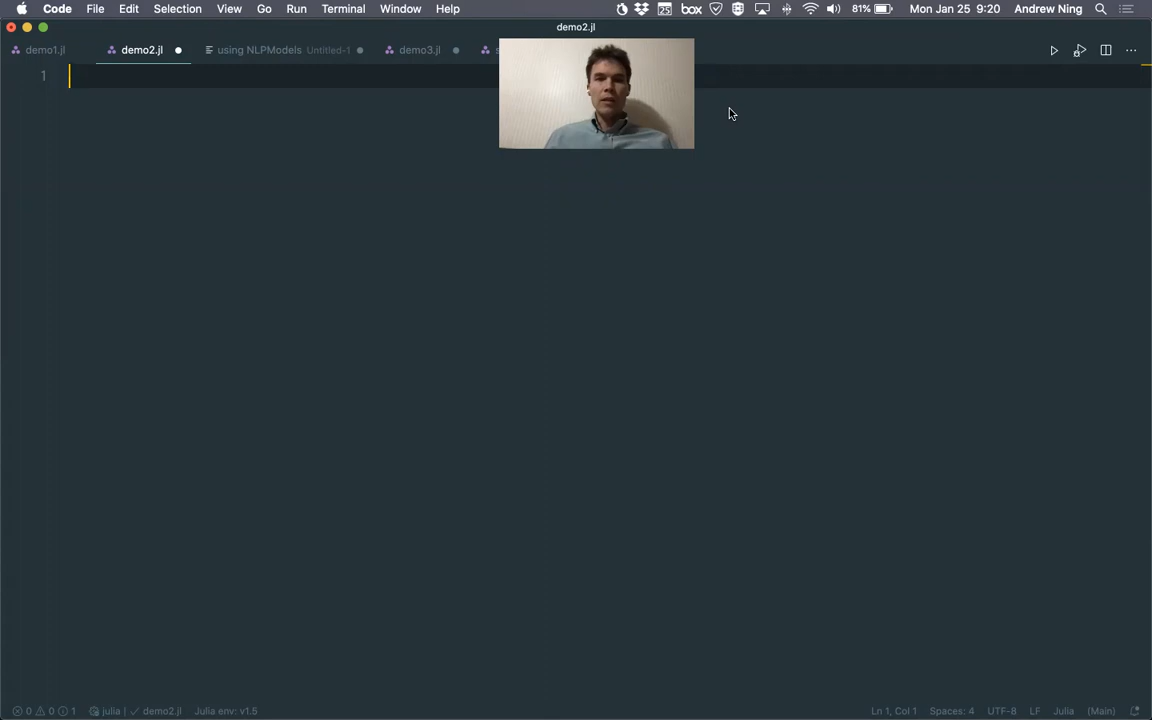 Code File Edit Selection View Go Run Terminal Window Help 25 box 81% Mon Jan 25 9:20 Andrew Ning
demo2.jl
demo1.jl demo2.jl using NLPModels Untitled-1 demo3.jl
1
0 0 1 julia | demo2.jl Julia env: v1.5 Ln 1, Col 1 Spaces: 4 UTF-8 LF Julia (Main)